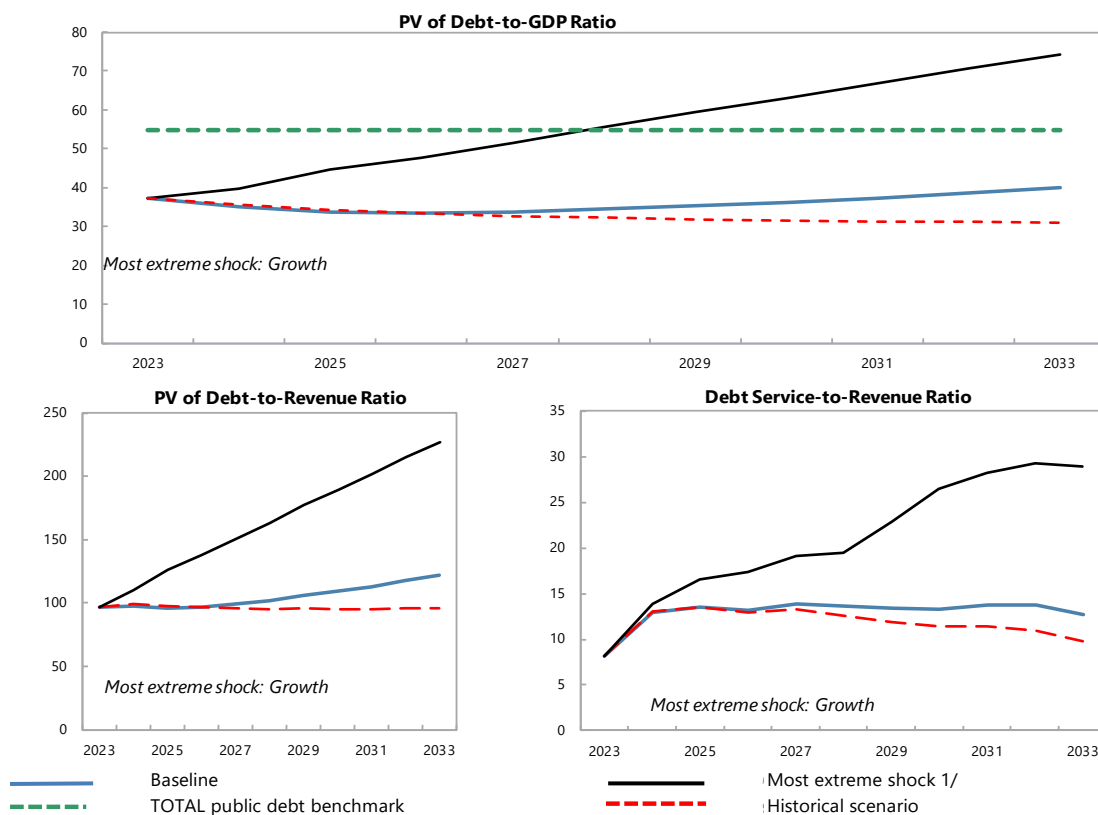 PV of Debt-to-GDP Ratio
80
70
60
50
40
30
20
10
0
Most extreme shock: Growth
2023 2025 2027 2029 2031 2033
PV of Debt-to-Revenue Ratio
250
200
150
100
50
0
Most extreme shock: Growth
2023 2025 2027 2029 2031 2033
Debt Service-to-Revenue Ratio
35
30
25
20
15
10
5
0
Most extreme shock: Growth
2023 2025 2027 2029 2031 2033
Baseline
TOTAL public debt benchmark
Most extreme shock 1/
Historical scenario